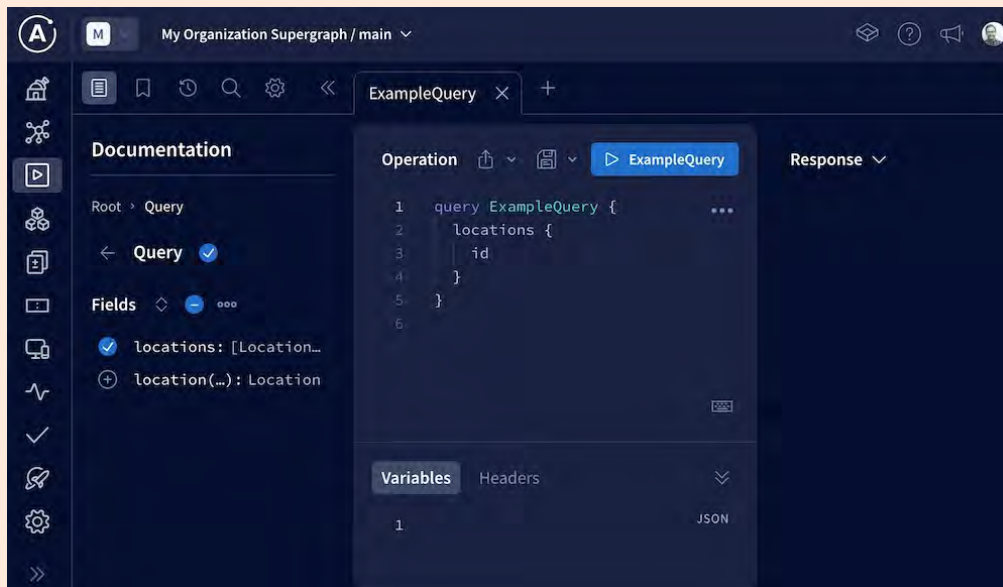 M My Organization Supergraph / main
ExampleQuery
Documentation
Root › Query
Query
Fields
locations: [Location…
location(…): Location
Operation
ExampleQuery
1 query ExampleQuery {
2 locations {
3 id
4 }
5 }
6
Variables Headers
1
JSON
Response